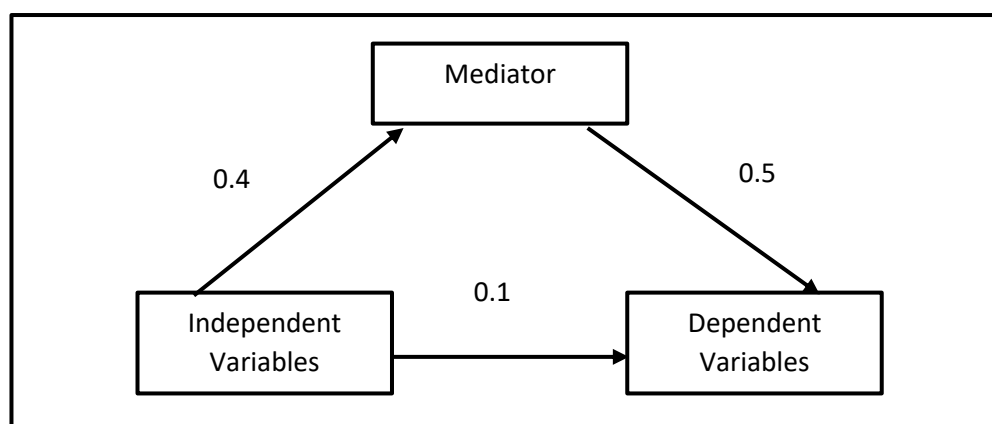 Mediator
0.4
0.5
0.1
Independent
Variables
Dependent
Variables